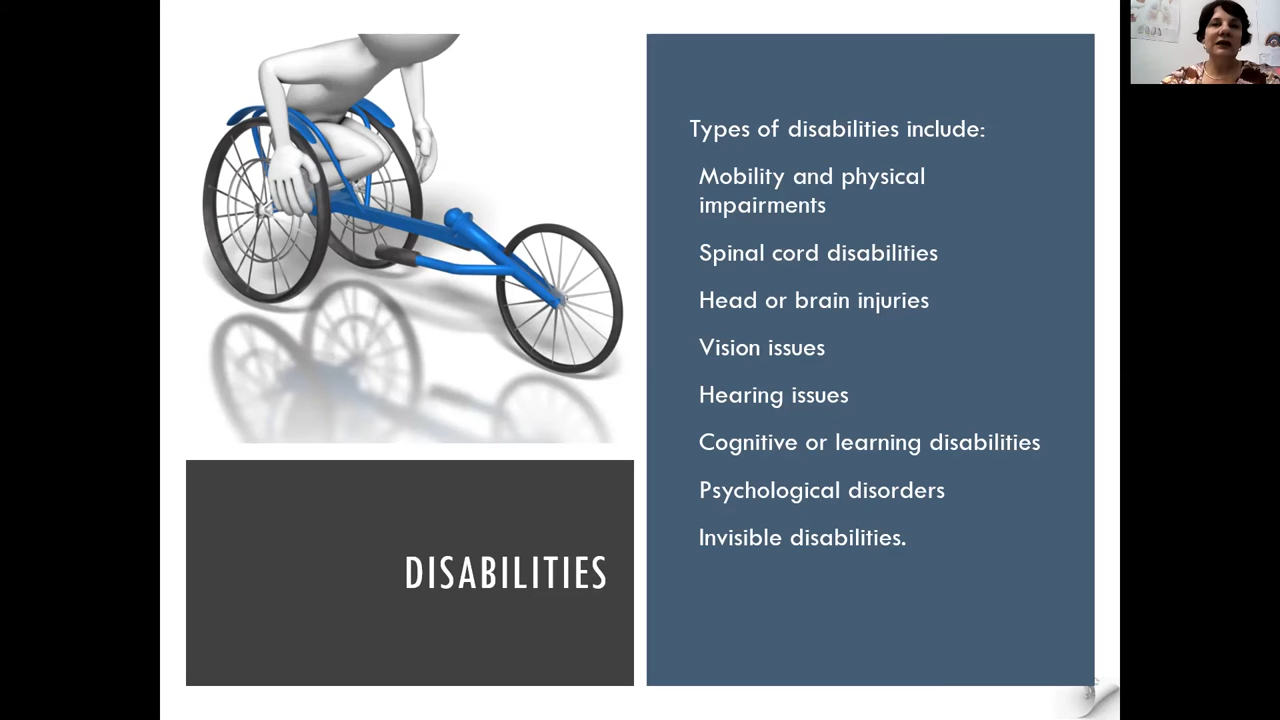 Types of disabilities include:
Mobility and physical
impairments
Spinal cord disabilities
Head or brain injuries
Vision issues
Hearing issues
Cognitive or learning disabilities
Psychological disorders
Invisible disabilities.
DISABILITIES